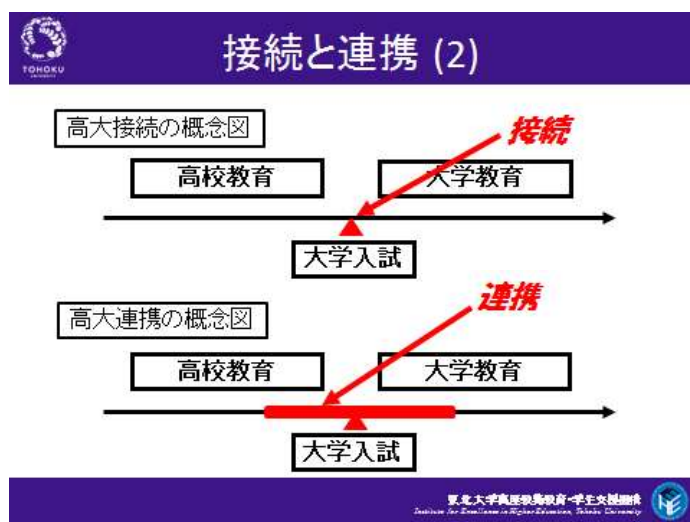 接続と連携 (2)
TOHOKU
UNIVERSITY
高大接続の概念図
接続
高校教育
大学教育
大学入試
連携
高大連携の概念図
高校教育
大学教育
大学入試
東北大学高度教養教育・学生支援機構
Institute for Excellence in Higher Education, Tohoku University